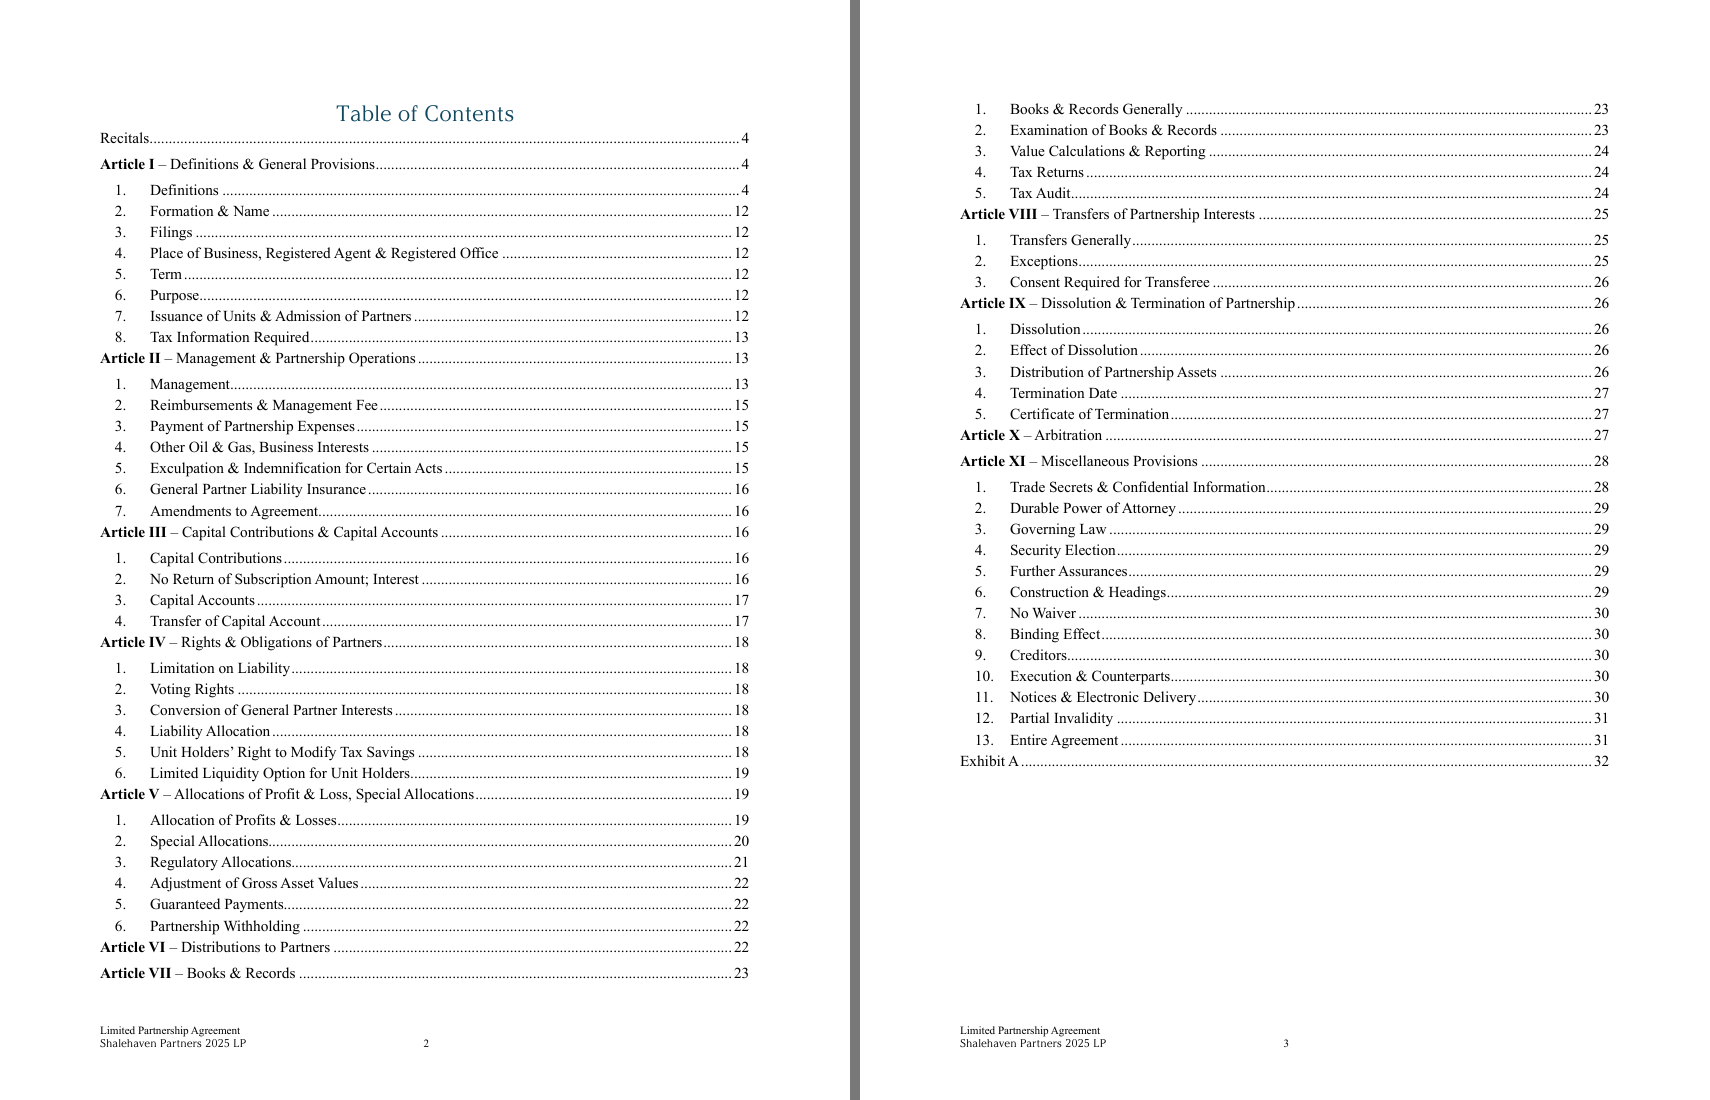 Table of Contents
Recitals 4
Article I – Definitions & General Provisions 4
1. Definitions 4
2. Formation & Name 12
3. Filings 12
4. Place of Business, Registered Agent & Registered Office 12
5. Term 12
6. Purpose 12
7. Issuance of Units & Admission of Partners 12
8. Tax Information Required 13
Article II – Management & Partnership Operations 13
1. Management 13
2. Reimbursements & Management Fee 15
3. Payment of Partnership Expenses 15
4. Other Oil & Gas, Business Interests 15
5. Exculpation & Indemnification for Certain Acts 15
6. General Partner Liability Insurance 16
7. Amendments to Agreement 16
Article III – Capital Contributions & Capital Accounts 16
1. Capital Contributions 16
2. No Return of Subscription Amount; Interest 16
3. Capital Accounts 17
4. Transfer of Capital Account 17
Article IV – Rights & Obligations of Partners 18
1. Limitation on Liability 18
2. Voting Rights 18
3. Conversion of General Partner Interests 18
4. Liability Allocation 18
5. Unit Holders’ Right to Modify Tax Savings 18
6. Limited Liquidity Option for Unit Holders 19
Article V – Allocations of Profit & Loss, Special Allocations 19
1. Allocation of Profits & Losses 19
2. Special Allocations 20
3. Regulatory Allocations 21
4. Adjustment of Gross Asset Values 22
5. Guaranteed Payments 22
6. Partnership Withholding 22
Article VI – Distributions to Partners 22
Article VII – Books & Records 23
Limited Partnership Agreement
Shalehaven Partners 2025 LP 2
1. Books & Records Generally 23
2. Examination of Books & Records 23
3. Value Calculations & Reporting 24
4. Tax Returns 24
5. Tax Audit 24
Article VIII – Transfers of Partnership Interests 25
1. Transfers Generally 25
2. Exceptions 25
3. Consent Required for Transferee 26
Article IX – Dissolution & Termination of Partnership 26
1. Dissolution 26
2. Effect of Dissolution 26
3. Distribution of Partnership Assets 26
4. Termination Date 27
5. Certificate of Termination 27
Article X – Arbitration 27
Article XI – Miscellaneous Provisions 28
1. Trade Secrets & Confidential Information 28
2. Durable Power of Attorney 29
3. Governing Law 29
4. Security Election 29
5. Further Assurances 29
6. Construction & Headings 29
7. No Waiver 30
8. Binding Effect 30
9. Creditors 30
10. Execution & Counterparts 30
11. Notices & Electronic Delivery 30
12. Partial Invalidity 31
13. Entire Agreement 31
Exhibit A 32
Limited Partnership Agreement
Shalehaven Partners 2025 LP 3